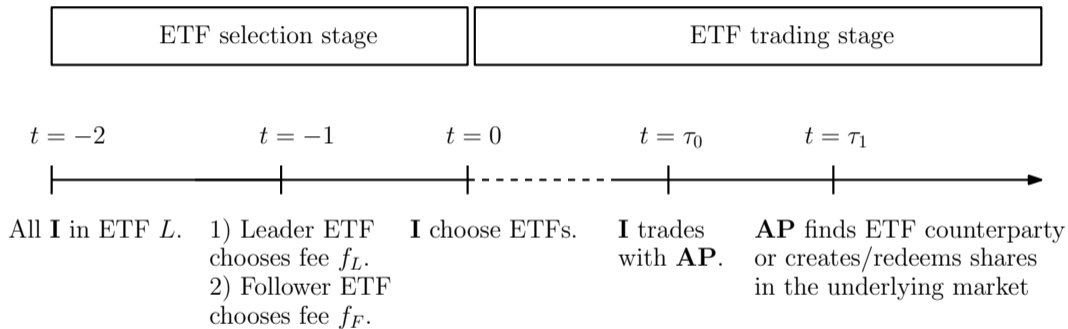 ETF selection stage
ETF trading stage
t = −2
t = −1
t = 0
t = τ0
t = τ1
All I in ETF L.
1) Leader ETF
chooses fee fL.
2) Follower ETF
chooses fee fF.
I choose ETFs.
I trades
with AP.
AP finds ETF counterparty
or creates/redeems shares
in the underlying market